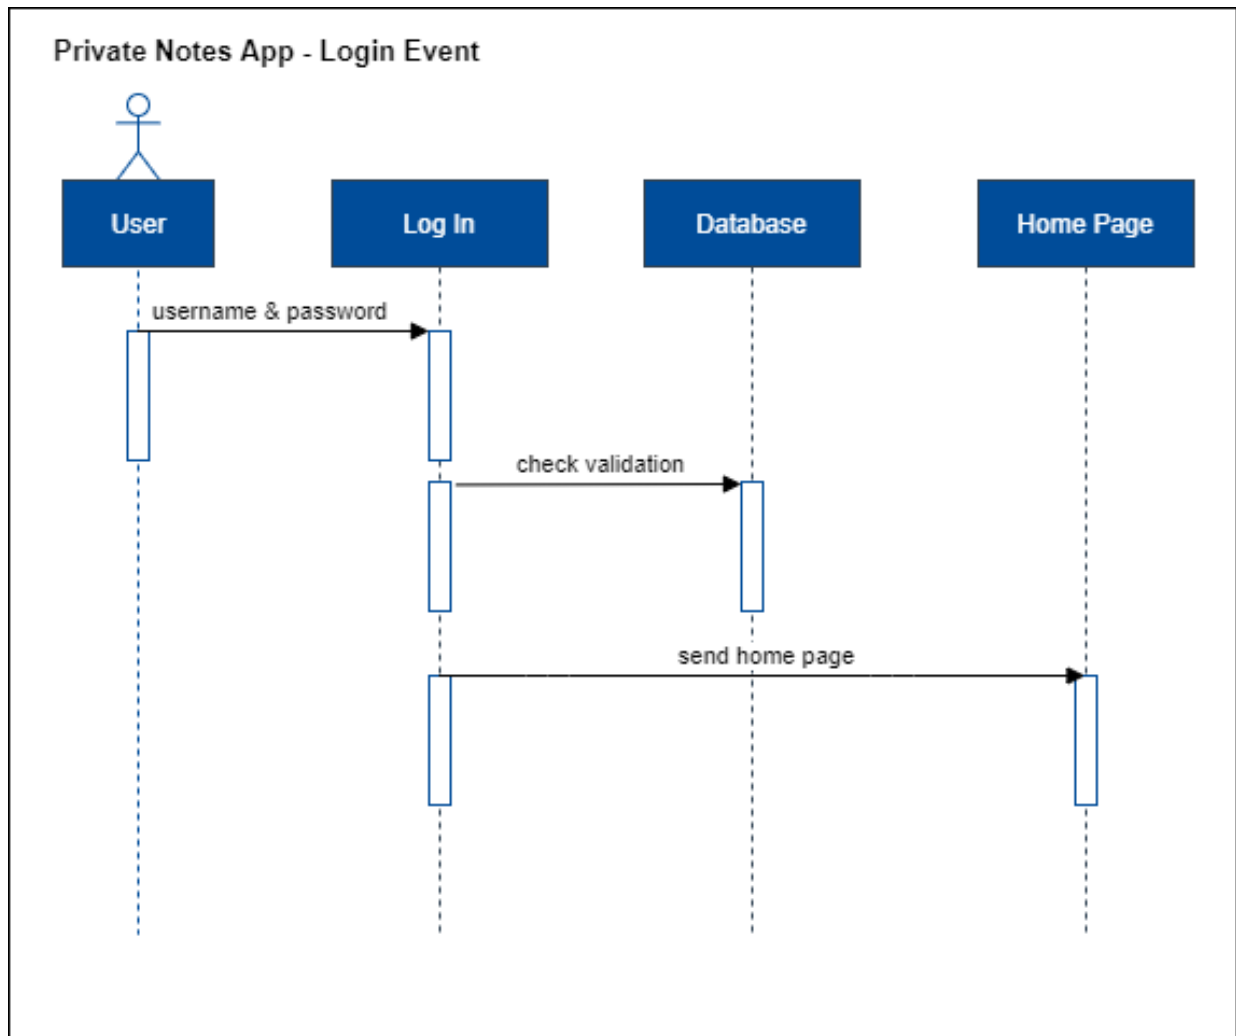 Private Notes App - Login Event
User
Log In
Database
Home Page
username & password
check validation
send home page